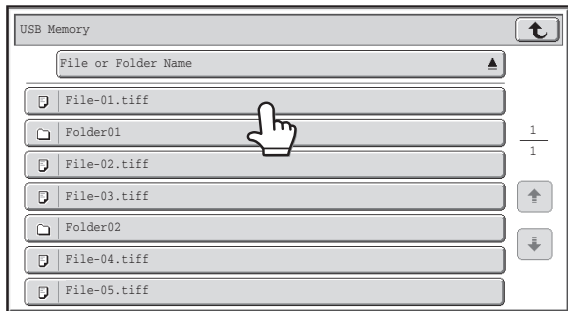 USB Memory
File or Folder Name
File-01.tiff
Folder01
File-02.tiff
File-03.tiff
Folder02
File-04.tiff
File-05.tiff
1
1